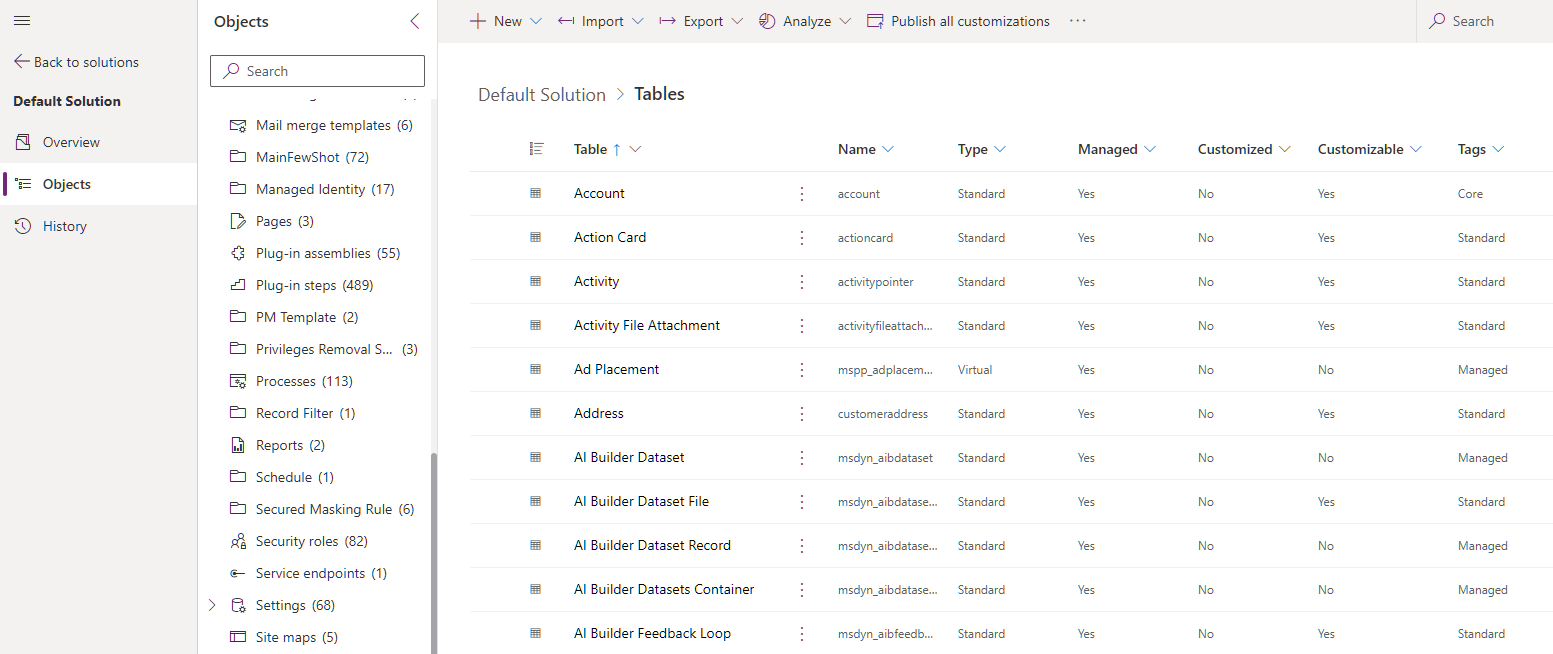 Back to solutions
Default Solution
Overview
Objects
History
Objects
Search
Mail merge templates (6)
MainFewShot (72)
Managed Identity (17)
Pages (3)
Plug-in assemblies (55)
Plug-in steps (489)
PM Template (2)
Privileges Removal S... (3)
Processes (113)
Record Filter (1)
Reports (2)
Schedule (1)
Secured Masking Rule (6)
Security roles (82)
Service endpoints (1)
Settings (68)
Site maps (5)
New Import Export Analyze Publish all customizations ··· Search
Default Solution > Tables
Table ↑ Name Type Managed Customized Customizable Tags
Account account Standard Yes No Yes Core
Action Card actioncard Standard Yes No Yes Standard
Activity activitypointer Standard Yes No Yes Standard
Activity File Attachment activityfileattach... Standard Yes No Yes Standard
Ad Placement mspp_adplacem... Virtual Yes No No Managed
Address customeraddress Standard Yes No Yes Standard
AI Builder Dataset msdyn_aibdataset Standard Yes No No Managed
AI Builder Dataset File msdyn_aibdatase... Standard Yes No Yes Standard
AI Builder Dataset Record msdyn_aibdatase... Standard Yes No No Managed
AI Builder Datasets Container msdyn_aibdatase... Standard Yes No No Managed
AI Builder Feedback Loop msdyn_aibfeedb... Standard Yes No Yes Standard